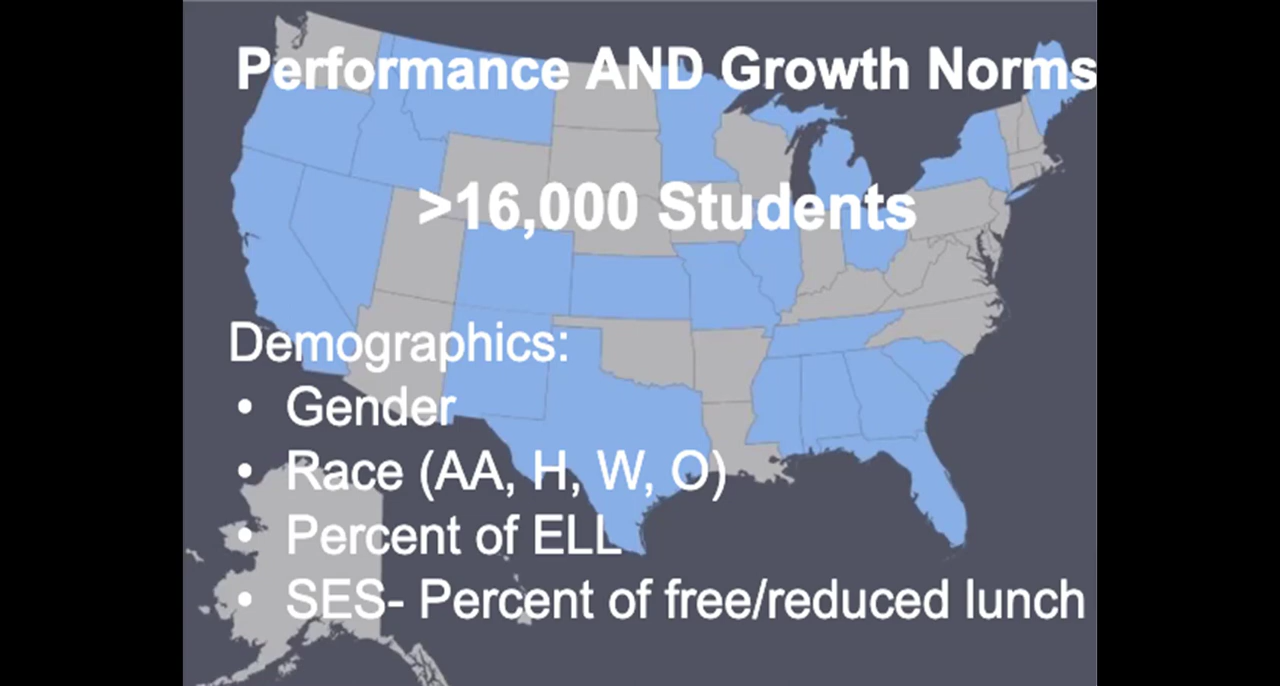 Performance AND Growth Norms
>16,000 Students
Demographics:
• Gender
• Race (AA, H, W, O)
• Percent of ELL
• SES- Percent of free/reduced lunch